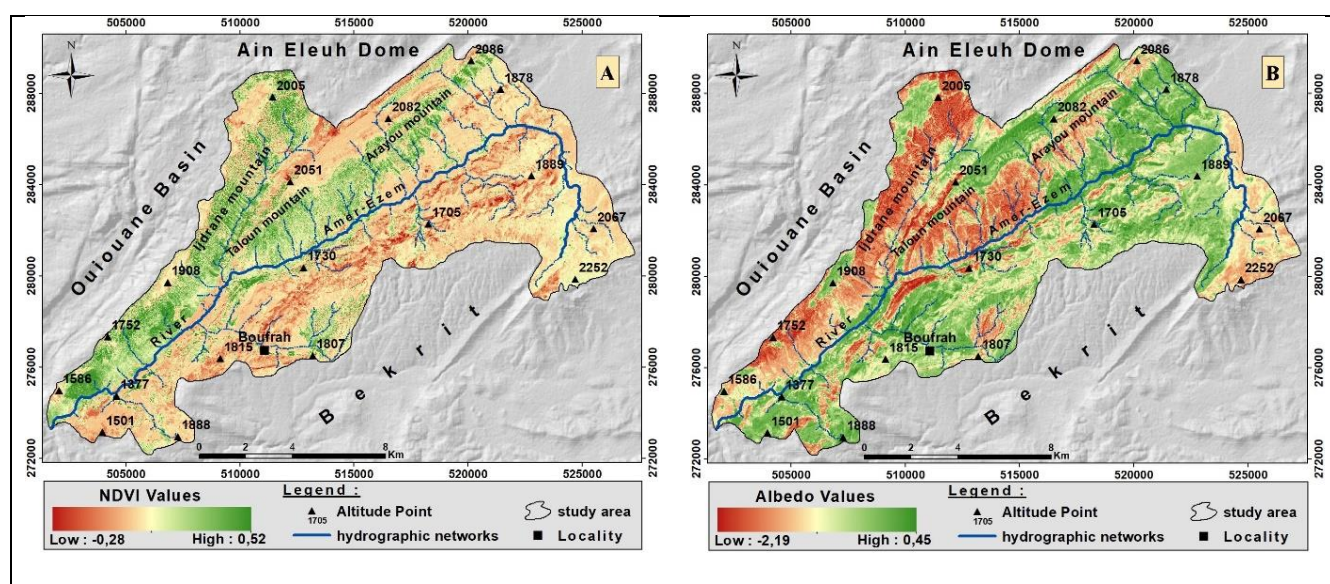 505000 510000 515000 520000 525000
288000 284000 280000 276000 272000
N
Ain Eleuh Dome
A
Ouiouane Basin
Bekrit
2086
1878
2005
2082
Arayou mountain
Ijdrane mountain
2051
1889
Taloun mountain
Amer-Ezem
1705
2067
1730
2252
1908
River
1752
Boufrah
1815
1807
1586
1377
1501
1888
0 2 4 8
Km
288000 284000 280000 276000 272000
505000 510000 515000 520000 525000
NDVI Values
Low : -0,28 High : 0,52
Legend :
1705
Altitude Point
hydrographic networks
study area
Locality
505000 510000 515000 520000 525000
288000 284000 280000 276000 272000
N
Ain Eleuh Dome
B
Ouiouane Basin
Bekrit
2086
1878
2005
2082
Arayou mountain
Ijdrane mountain
2051
1889
Taloun mountain
Amer-Ezem
1705
2067
1730
2252
1908
River
1752
Boufrah
1815
1807
1586
1377
1501
1888
0 2 4 8
Km
288000 284000 280000 276000 272000
505000 510000 515000 520000 525000
Albedo Values
Low : -2,19 High : 0,45
Legend :
1705
Altitude Point
hydrographic networks
study area
Locality